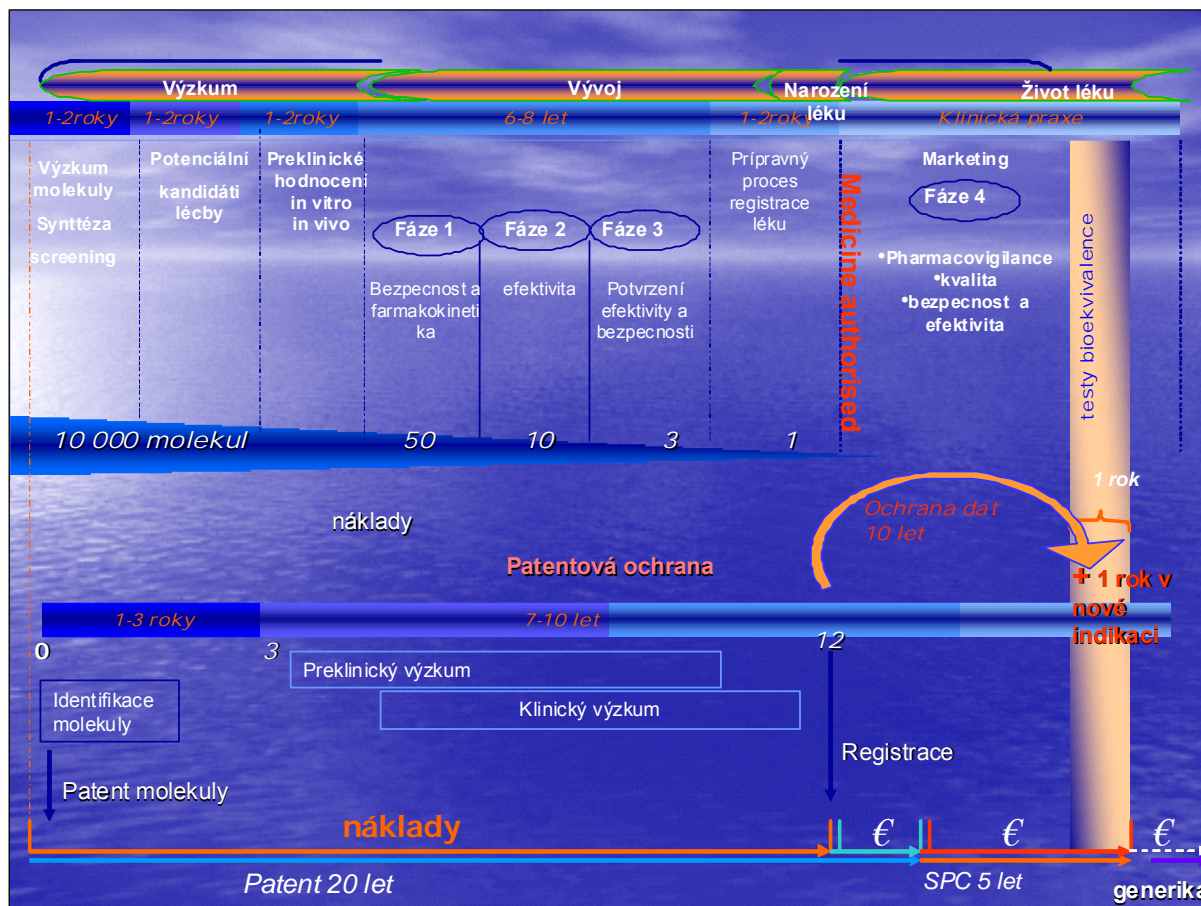 Výzkum
Vývoj
Narození
léku
Život léku
1-2roky
1-2roky
1-2roky
6-8 let
1-2roky
Klinická praxe
Výzkum
molekuly
Synttéza
screening
Potenciální
kandidáti
lécby
Preklinické
hodnocení
in vitro
in vivo
Fáze 1
Fáze 2
Fáze 3
Bezpecnost a
farmakokineti
ka
efektivita
Potvrzení
efektivity a
bezpecnosti
Prípravný
proces
registrace
léku
Medicine authorised
Marketing
Fáze 4
•Pharmacovigilance
•kvalita
•bezpecnost a
efektivita
testy bioekvivalence
10 000 molekul
50
10
3
1
1 rok
náklady
Ochrana dat
10 let
Patentová ochrana
+ 1 rok v
nové
indikaci
1-3 roky
7-10 let
0
3
12
Preklinický výzkum
Identifikace
molekuly
Klinický výzkum
Registrace
Patent molekuly
náklady
€
€
€
Patent 20 let
SPC 5 let
generika